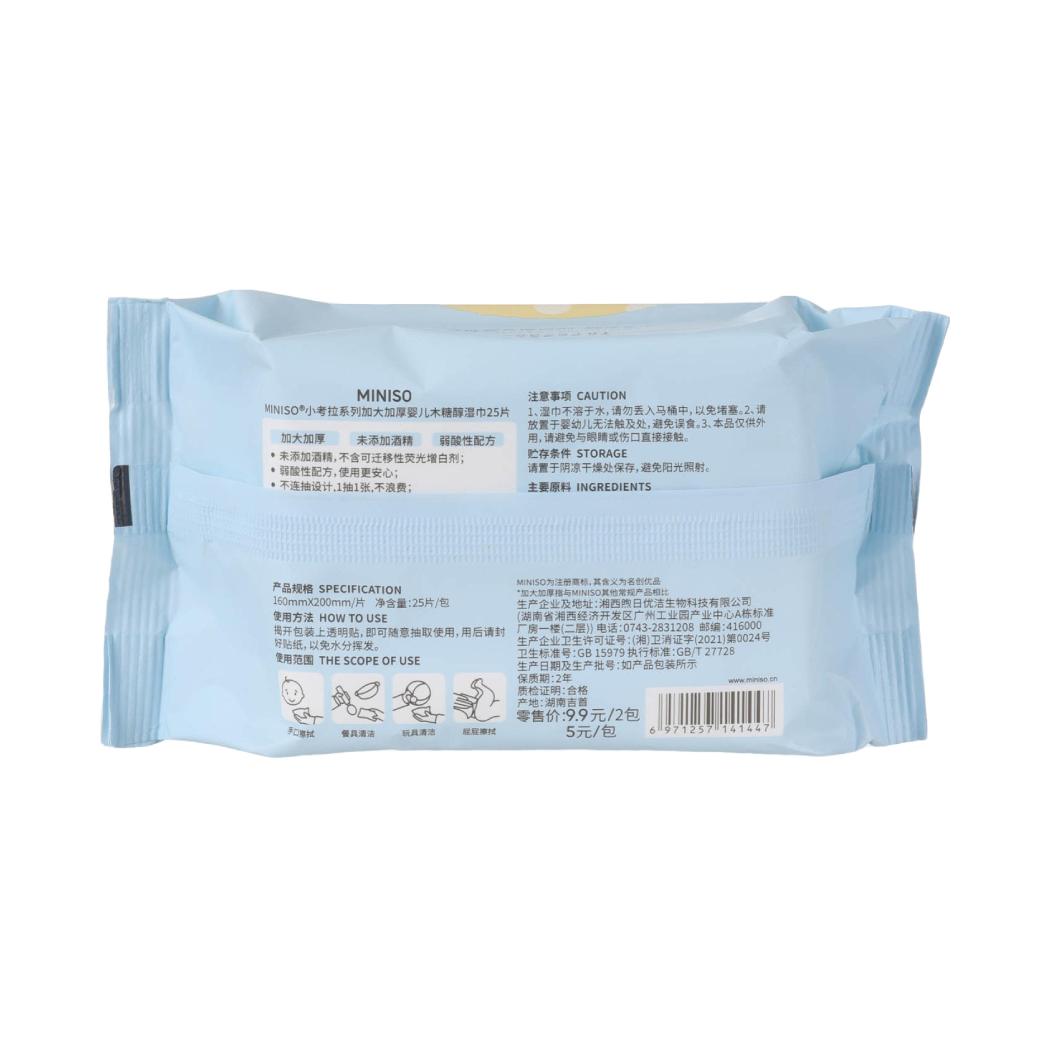 MINISO
MINISO®小考拉系列加大加厚婴儿木糖醇湿巾25片
加大加厚 未添加酒精 弱酸性配方
• 未添加酒精,不含可迁移性荧光增白剂;
• 弱酸性配方,使用更安心;
• 不连抽设计,1抽1张,不浪费;
产品规格 SPECIFICATION
160mmX200mm/片 净含量:25片/包
使用方法 HOW TO USE
揭开包装上透明贴,即可随意抽取使用,用后请封
好贴纸,以免水分挥发。
使用范围 THE SCOPE OF USE
手口擦拭 餐具清洁 玩具清洁 屁屁擦拭
注意事项 CAUTION
1、湿巾不溶于水,请勿丢入马桶中,以免堵塞。2、请
放置于婴幼儿无法触及处,避免误食。3、本品仅供外
用,请避免与眼睛或伤口直接接触。
贮存条件 STORAGE
请置于阴凉干燥处保存,避免阳光照射。
主要原料 INGREDIENTS
MINISO为注册商标,其含义为名创优品
*加大加厚指与MINISO其他常规产品相比
生产企业及地址:湘西煦日优洁生物科技有限公司
(湖南省湘西经济开发区广州工业园产业中心A栋标准
厂房一楼(二层)) 电话:0743-2831208 邮编:416000
生产企业卫生许可证号:(湘)卫消证字(2021)第0024号
卫生标准号:GB 15979 执行标准:GB/T 27728
生产日期及生产批号:如产品包装所示
保质期:2年
质检证明:合格
产地:湖南吉首
零售价:9.9元/2包
5元/包
www.miniso.cn
6 971257 141447